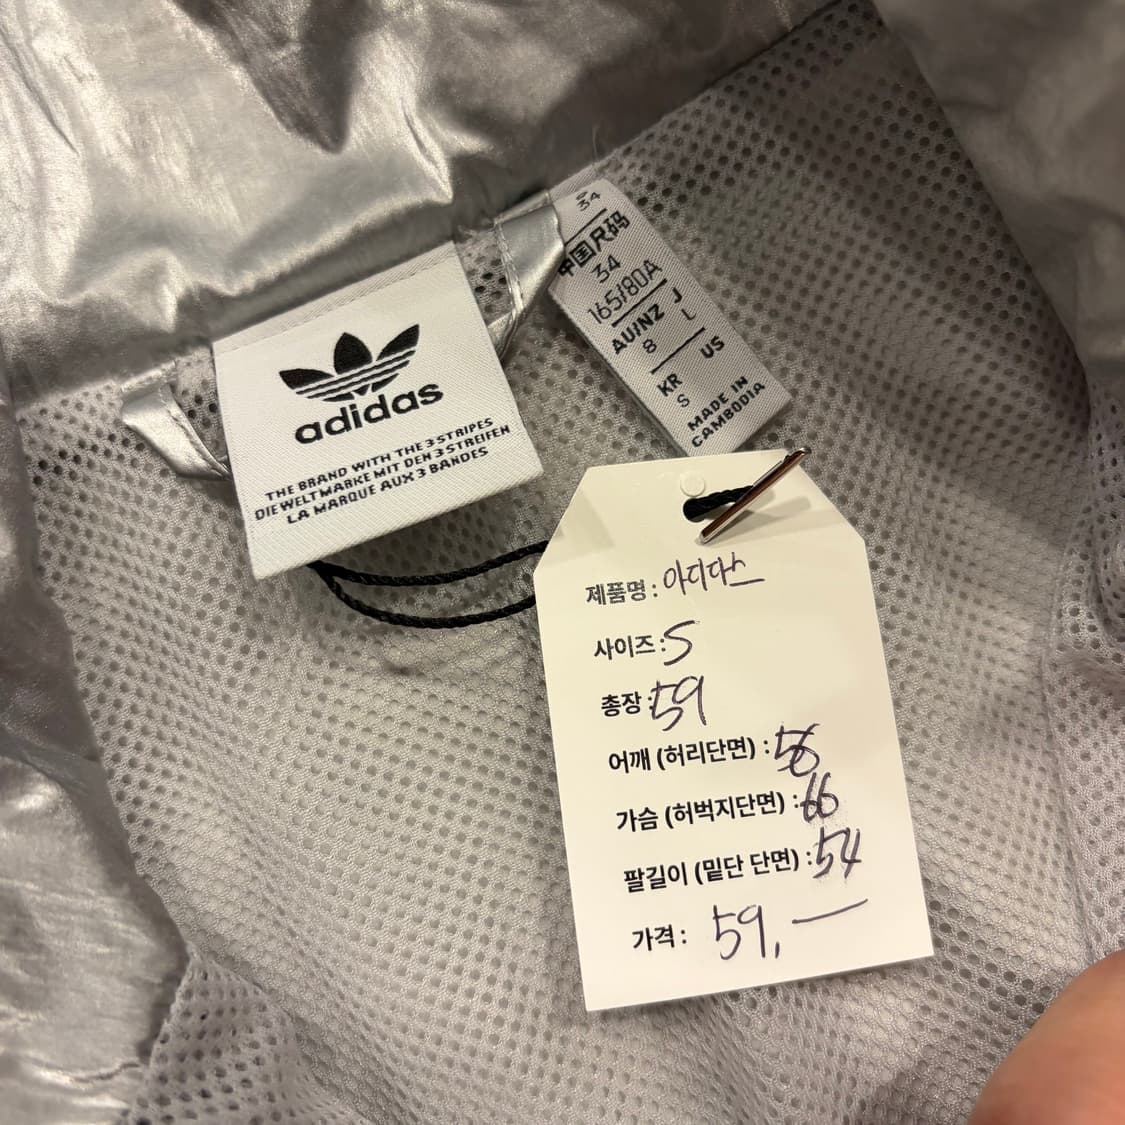 adidas
THE BRAND WITH THE 3 STRIPES
DIE WELTMARKE MIT DEN 3 STREIFEN
LA MARQUE AUX 3 BANDES
D
34
中国尺码
34
165/80A
AU/NZ J
8 L
KR US
S
MADE IN
CAMBODIA
제품명 : 아디다스
사이즈 : S
총장 : 59
어깨 (허리단면) : 56
가슴 (허벅지단면) : 66
팔길이 (밑단 단면) : 54
가격 : 59,—